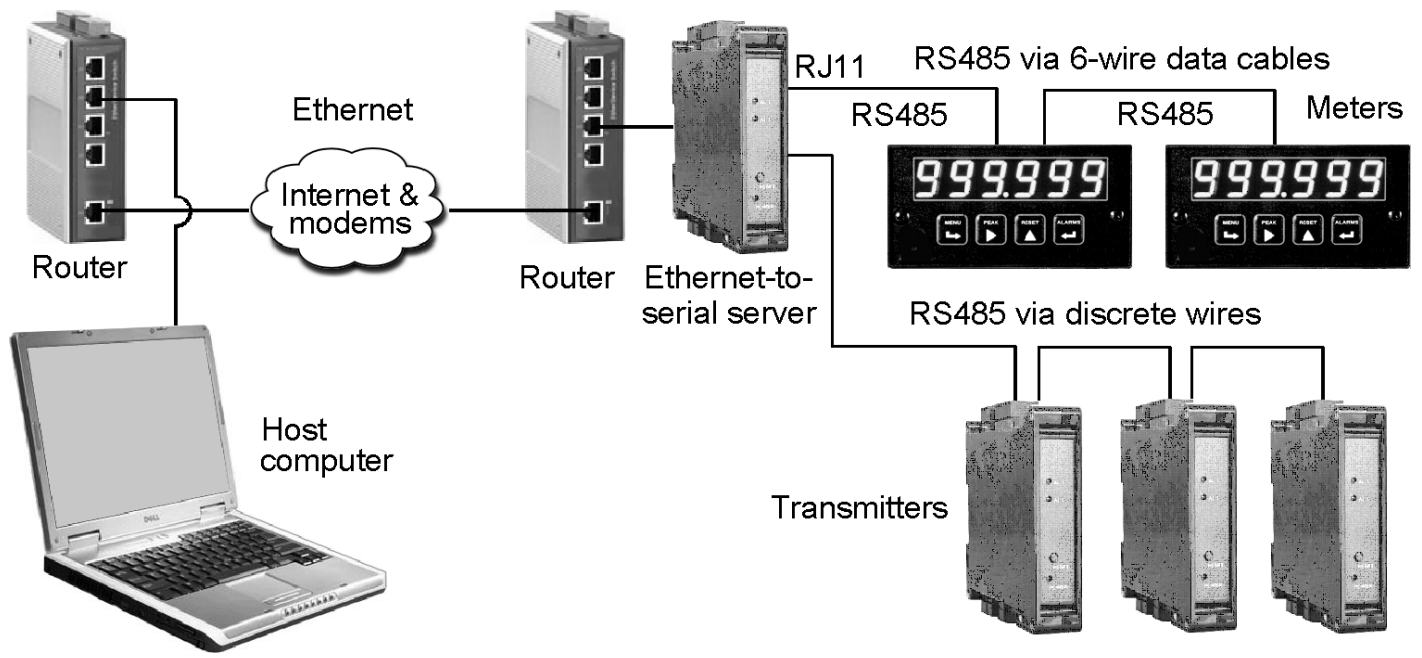 RJ11
RS485 via 6-wire data cables
Ethernet
RS485
RS485
Meters
Internet &
modems
999.999
999.999
MENU
PEAK
RESET
ALARMS
MENU
PEAK
RESET
ALARMS
Router
Router
Ethernet-to-
serial server
RS485 via discrete wires
Host
computer
Transmitters
DELL